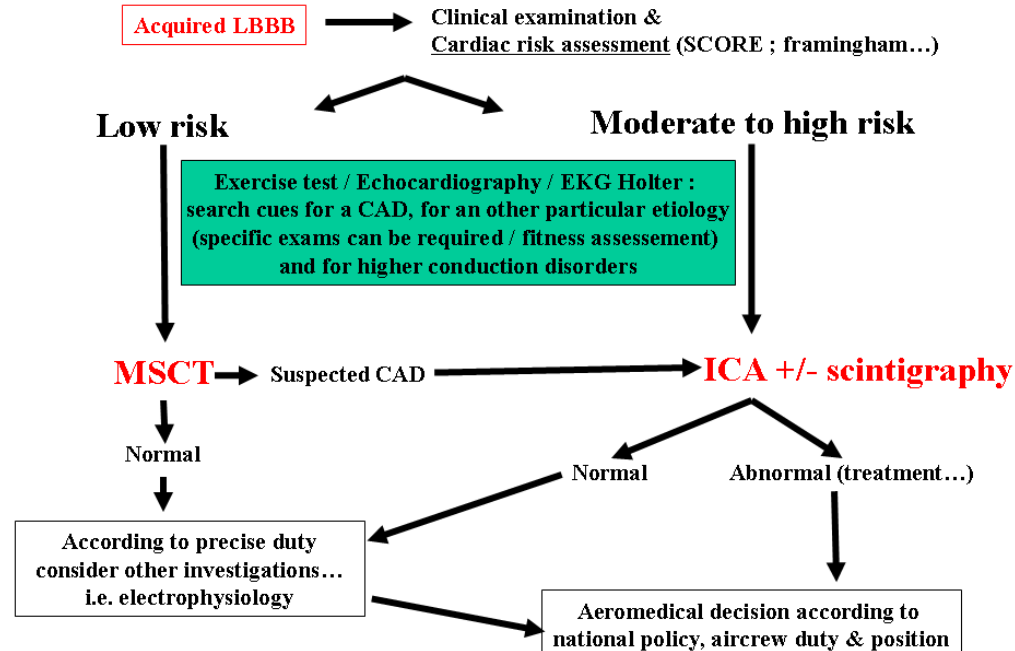 Acquired LBBB
Clinical examination &
Cardiac risk assessment (SCORE ; framingham…)
Low risk
Moderate to high risk
Exercise test / Echocardiography / EKG Holter :
search cues for a CAD, for an other particular etiology
(specific exams can be required / fitness assessement)
and for higher conduction disorders
MSCT
Suspected CAD
ICA +/- scintigraphy
Normal
Normal
Abnormal (treatment…)
According to precise duty
consider other investigations…
i.e. electrophysiology
Aeromedical decision according to
national policy, aircrew duty & position